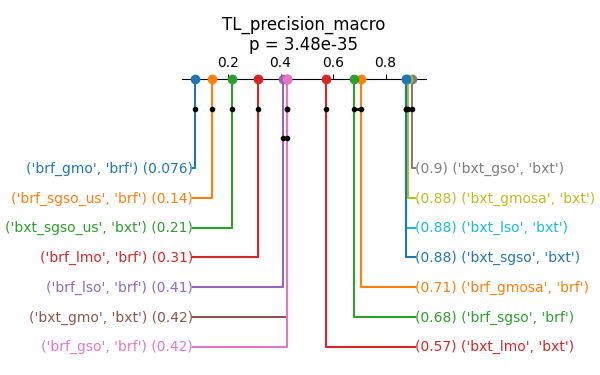 TL_precision_macro
p = 3.48e-35
0.2 0.4 0.6 0.8
('brf_gmo', 'brf') (0.076) (0.9) ('bxt_gso', 'bxt')
('brf_sgso_us', 'brf') (0.14) (0.88) ('bxt_gmosa', 'bxt')
('bxt_sgso_us', 'bxt') (0.21) (0.88) ('bxt_lso', 'bxt')
('brf_lmo', 'brf') (0.31) (0.88) ('bxt_sgso', 'bxt')
('brf_lso', 'brf') (0.41) (0.71) ('brf_gmosa', 'brf')
('bxt_gmo', 'bxt') (0.42) (0.68) ('brf_sgso', 'brf')
('brf_gso', 'brf') (0.42) (0.57) ('bxt_lmo', 'bxt')